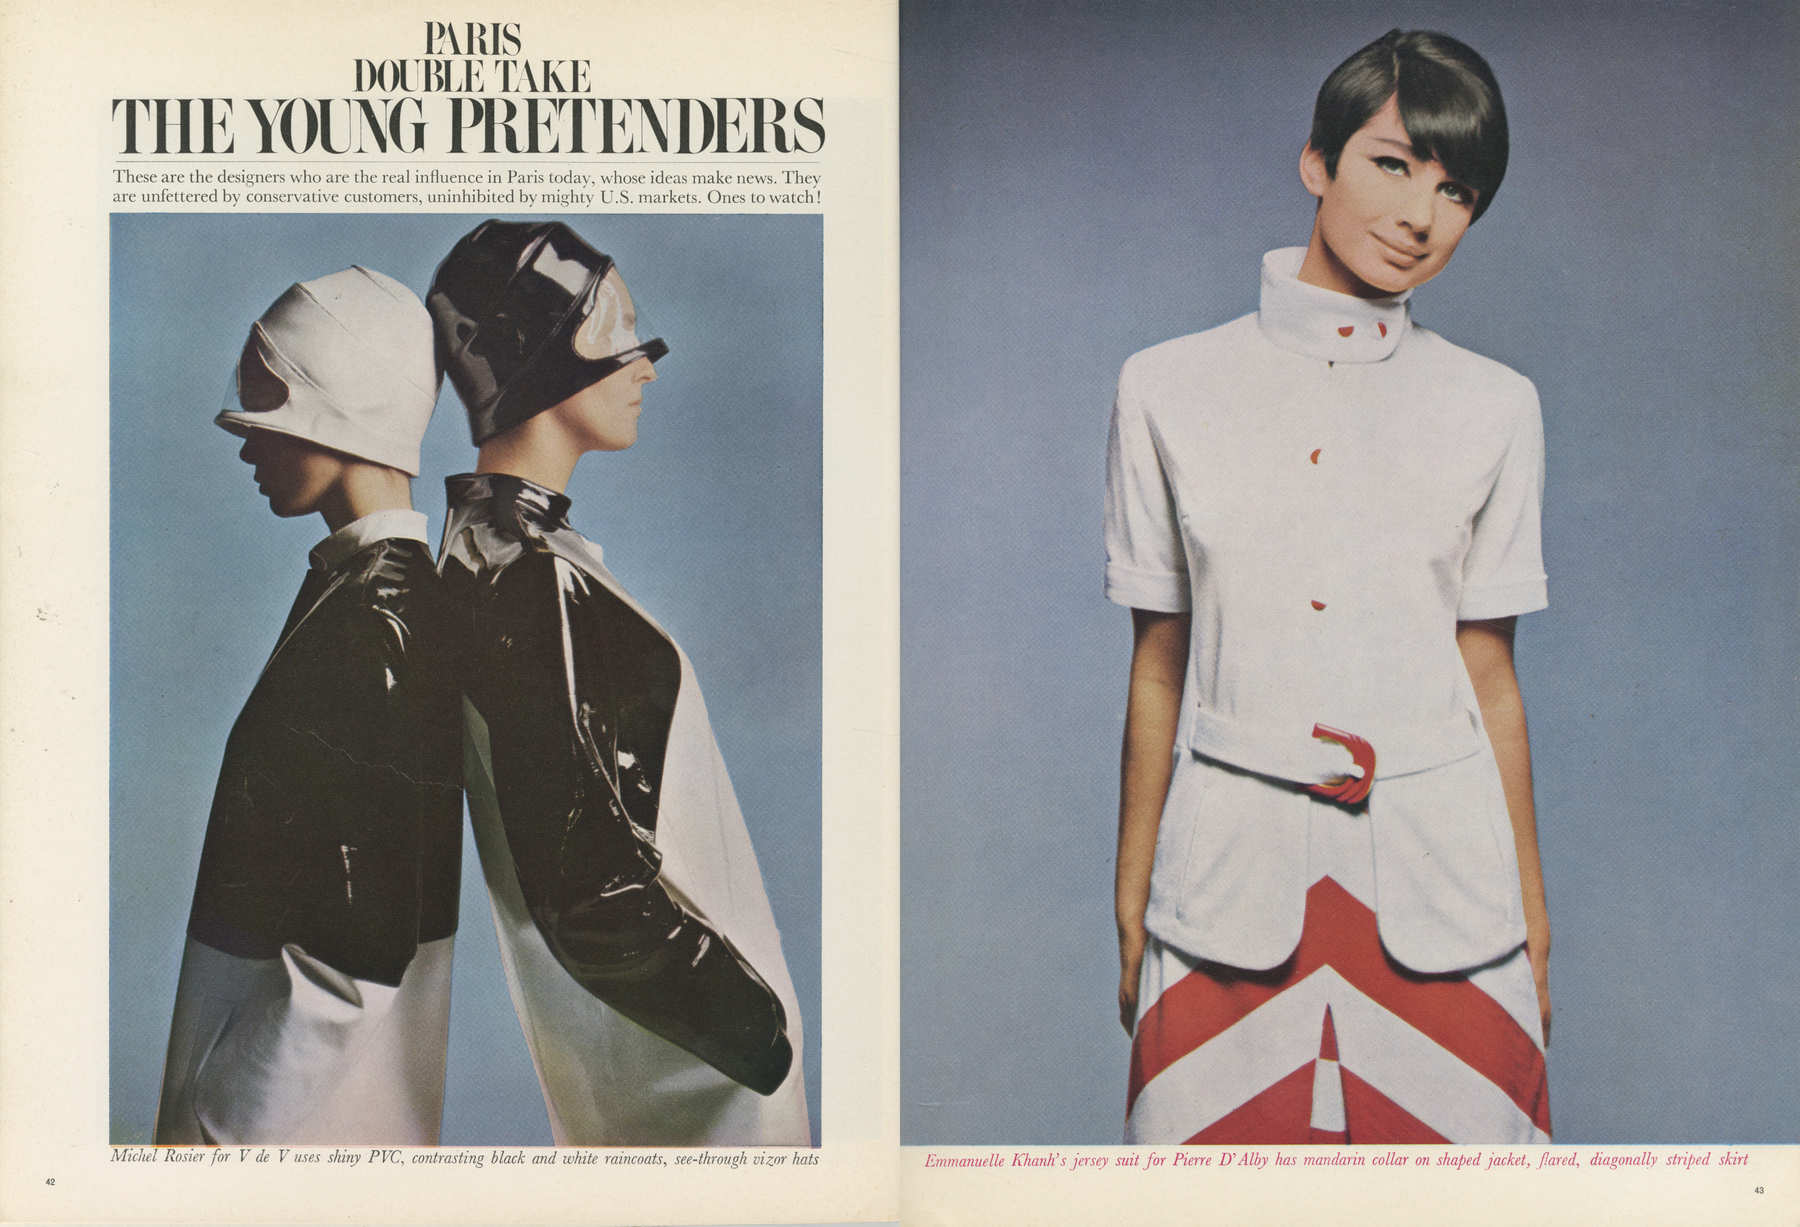 PARIS
DOUBLE TAKE
THE YOUNG PRETENDERS
These are the designers who are the real influence in Paris today, whose ideas make news. They
are unfettered by conservative customers, uninhibited by mighty U.S. markets. Ones to watch!
Michel Rosier for V de V uses shiny PVC, contrasting black and white raincoats, see-through vizor hats
42
Emmanuelle Khanh's jersey suit for Pierre D'Alby has mandarin collar on shaped jacket, flared, diagonally striped skirt
43